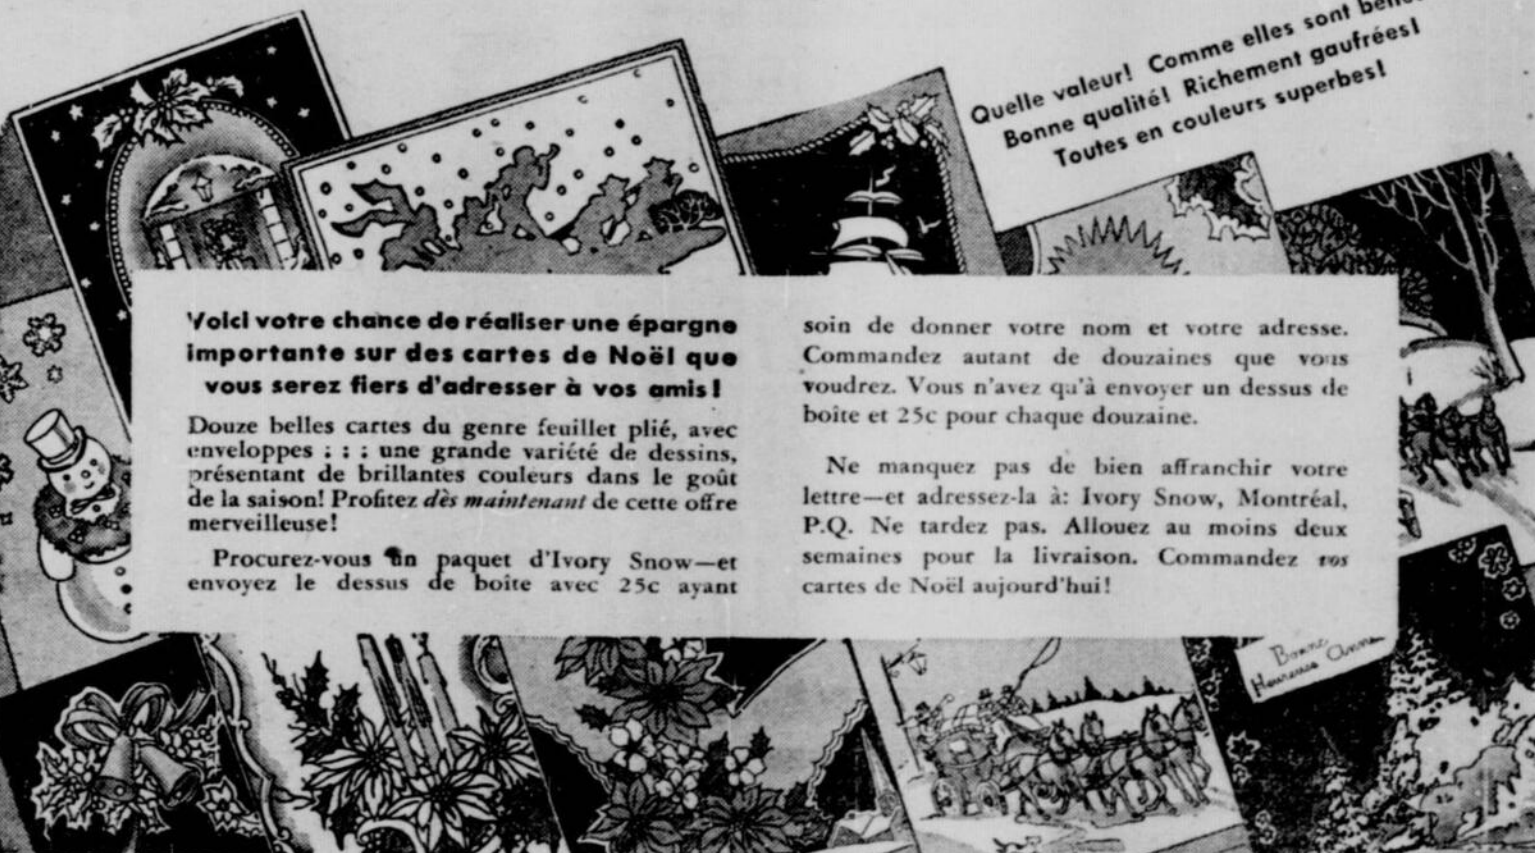 Quelle valeur! Comme elles sont
Bonne qualité! Richement gaufrées!
Toutes en couleurs superbes!
Voici votre chance de réaliser une épargne
importante sur des cartes de Noël que
vous serez fiers d'adresser à vos amis!
Douze belles cartes du genre feuillet plié, avec
enveloppes : : : une grande variété de dessins,
présentant de brillantes couleurs dans le goût
de la saison! Profitez dès maintenant de cette offre
merveilleuse!
Procurez-vous un paquet d'Ivory Snow—et
envoyez le dessus de boîte avec 25c ayant
soin de donner votre nom et votre adresse.
Commandez autant de douzaines que vous
voudrez. Vous n'avez qu'à envoyer un dessus de
boîte et 25c pour chaque douzaine.
Ne manquez pas de bien affranchir votre
lettre—et adressez-la à: Ivory Snow, Montréal,
P.Q. Ne tardez pas. Allouez au moins deux
semaines pour la livraison. Commandez vos
cartes de Noël aujourd'hui!
Bonne
Heureuse Année